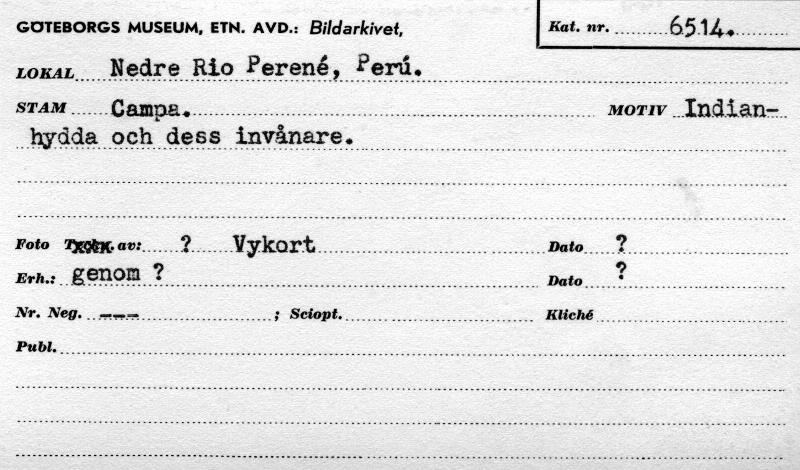 GÖTEBORGS MUSEUM, ETN. AVD.: Bildarkivet, Kat. nr. 6514.
LOKAL Nedre Rio Perené, Perú.
STAM Campa. MOTIV Indian-
hydda och dess invånare.
Foto av: ? Vykort Dato ?
Erh.: genom ? Dato ?
Nr. Neg. --- ; Sciopt. Kliché
Publ.